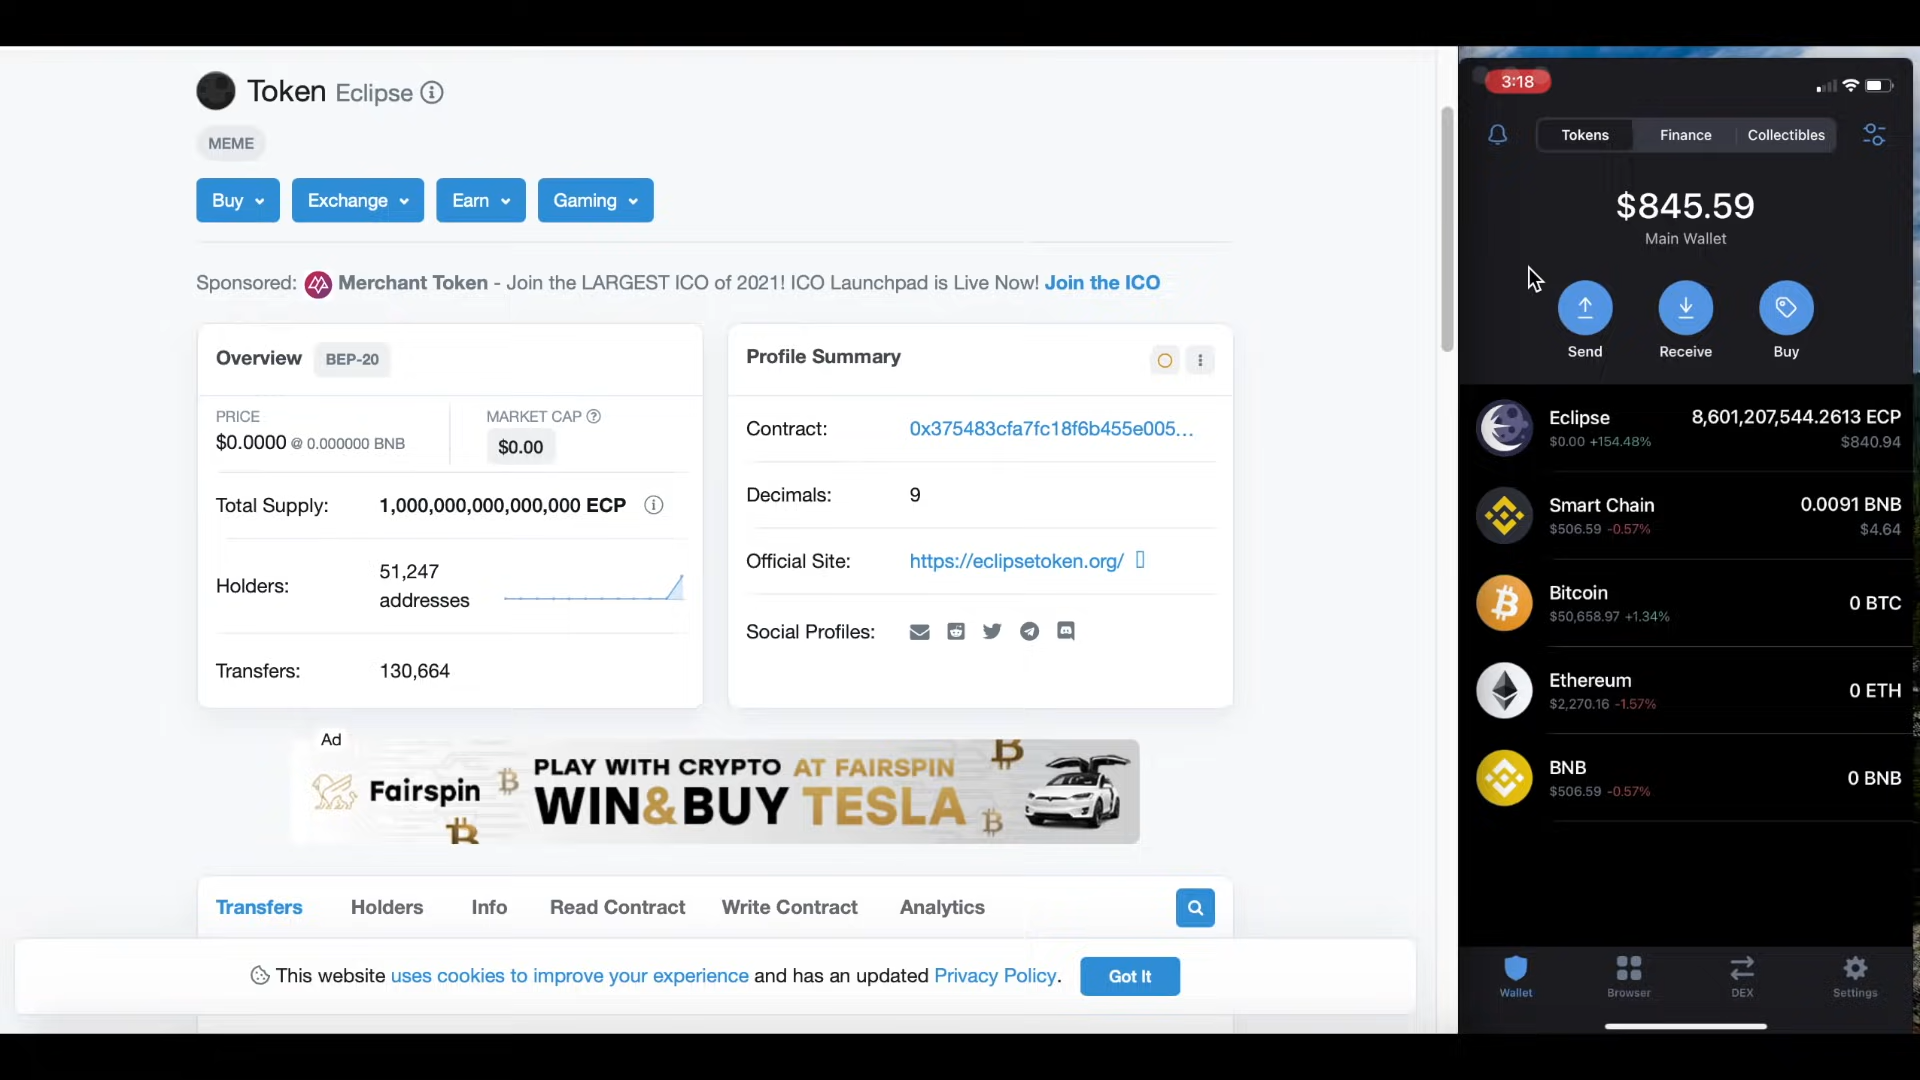 Token Eclipse
MEME
Buy
Exchange
Earn
Gaming
Sponsored: Merchant Token - Join the LARGEST ICO of 2021! ICO Launchpad is Live Now! Join the ICO
Overview BEP-20
PRICE
$0.0000 @ 0.000000 BNB
MARKET CAP
$0.00
Total Supply: 1,000,000,000,000,000 ECP
Holders: 51,247
addresses
Transfers: 130,664
Profile Summary
Contract: 0x375483cfa7fc18f6b455e005...
Decimals: 9
Official Site: https://eclipsetoken.org/
Social Profiles:
Ad
Fairspin
PLAY WITH CRYPTO AT FAIRSPIN
WIN&BUY TESLA
Transfers Holders Info Read Contract Write Contract Analytics
This website uses cookies to improve your experience and has an updated Privacy Policy. Got It
3:18
Tokens Finance Collectibles
$845.59
Main Wallet
Send Receive Buy
Eclipse 8,601,207,544.2613 ECP
$0.00 +154.48% $840.94
Smart Chain 0.0091 BNB
$506.59 -0.57% $4.64
Bitcoin 0 BTC
$50,658.97 +1.34%
Ethereum 0 ETH
$2,270.16 -1.57%
BNB 0 BNB
$506.59 -0.57%
Wallet Browser DEX Settings